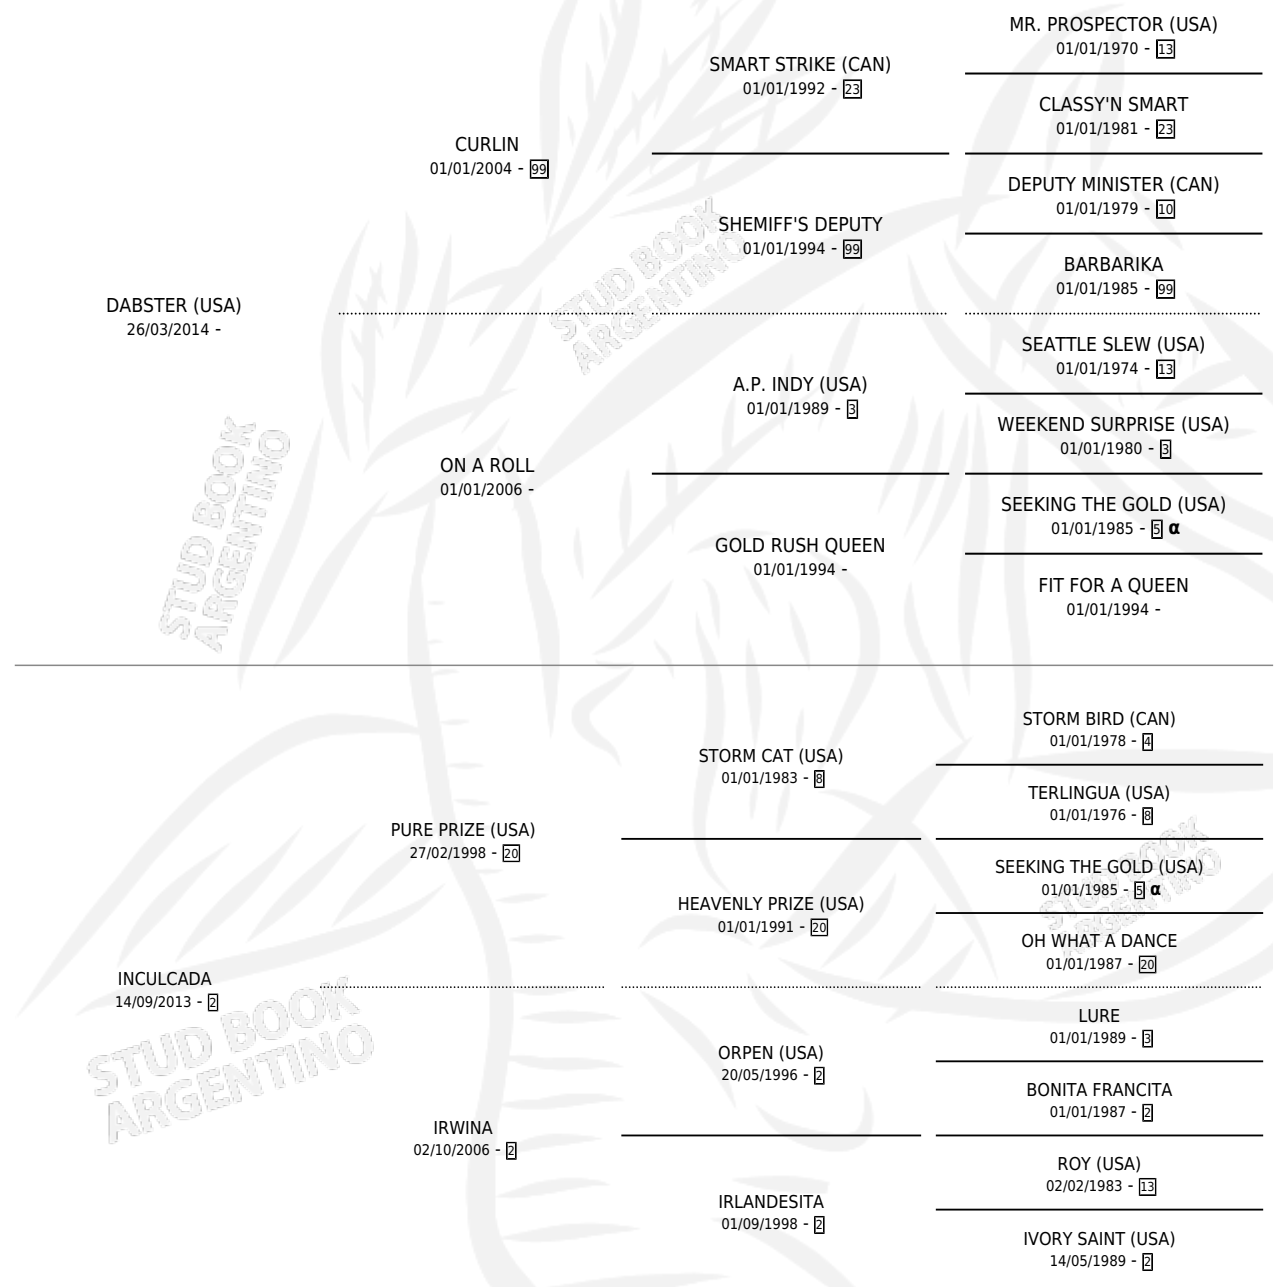 MR. PROSPECTOR (USA)
01/01/1970 - 13
SMART STRIKE (CAN)
01/01/1992 - 23
CLASSY'N SMART
01/01/1981 - 23
CURLIN
01/01/2004 - 99
DEPUTY MINISTER (CAN)
01/01/1979 - 10
SHEMIFF'S DEPUTY
01/01/1994 - 99
BARBARIKA
01/01/1985 - 99
DABSTER (USA)
26/03/2014 -
SEATTLE SLEW (USA)
01/01/1974 - 13
A.P. INDY (USA)
01/01/1989 - 3
WEEKEND SURPRISE (USA)
01/01/1980 - 3
ON A ROLL
01/01/2006 -
SEEKING THE GOLD (USA)
01/01/1985 - 5 α
GOLD RUSH QUEEN
01/01/1994 -
FIT FOR A QUEEN
01/01/1994 -
STORM BIRD (CAN)
01/01/1978 - 4
STORM CAT (USA)
01/01/1983 - 8
TERLINGUA (USA)
01/01/1976 - 8
PURE PRIZE (USA)
27/02/1998 - 20
SEEKING THE GOLD (USA)
01/01/1985 - 5 α
HEAVENLY PRIZE (USA)
01/01/1991 - 20
OH WHAT A DANCE
01/01/1987 - 20
INCULCADA
14/09/2013 - 2
LURE
01/01/1989 - 3
ORPEN (USA)
20/05/1996 - 2
BONITA FRANCITA
01/01/1987 - 2
IRWINA
02/10/2006 - 2
ROY (USA)
02/02/1983 - 13
IRLANDESITA
01/09/1998 - 2
IVORY SAINT (USA)
14/05/1989 - 2
STUD BOOK
ARGENTINO
STUD BOOK
ARGENTINO
STUD BOOK
ARGENTINO
STUD BOOK
ARGENTINO